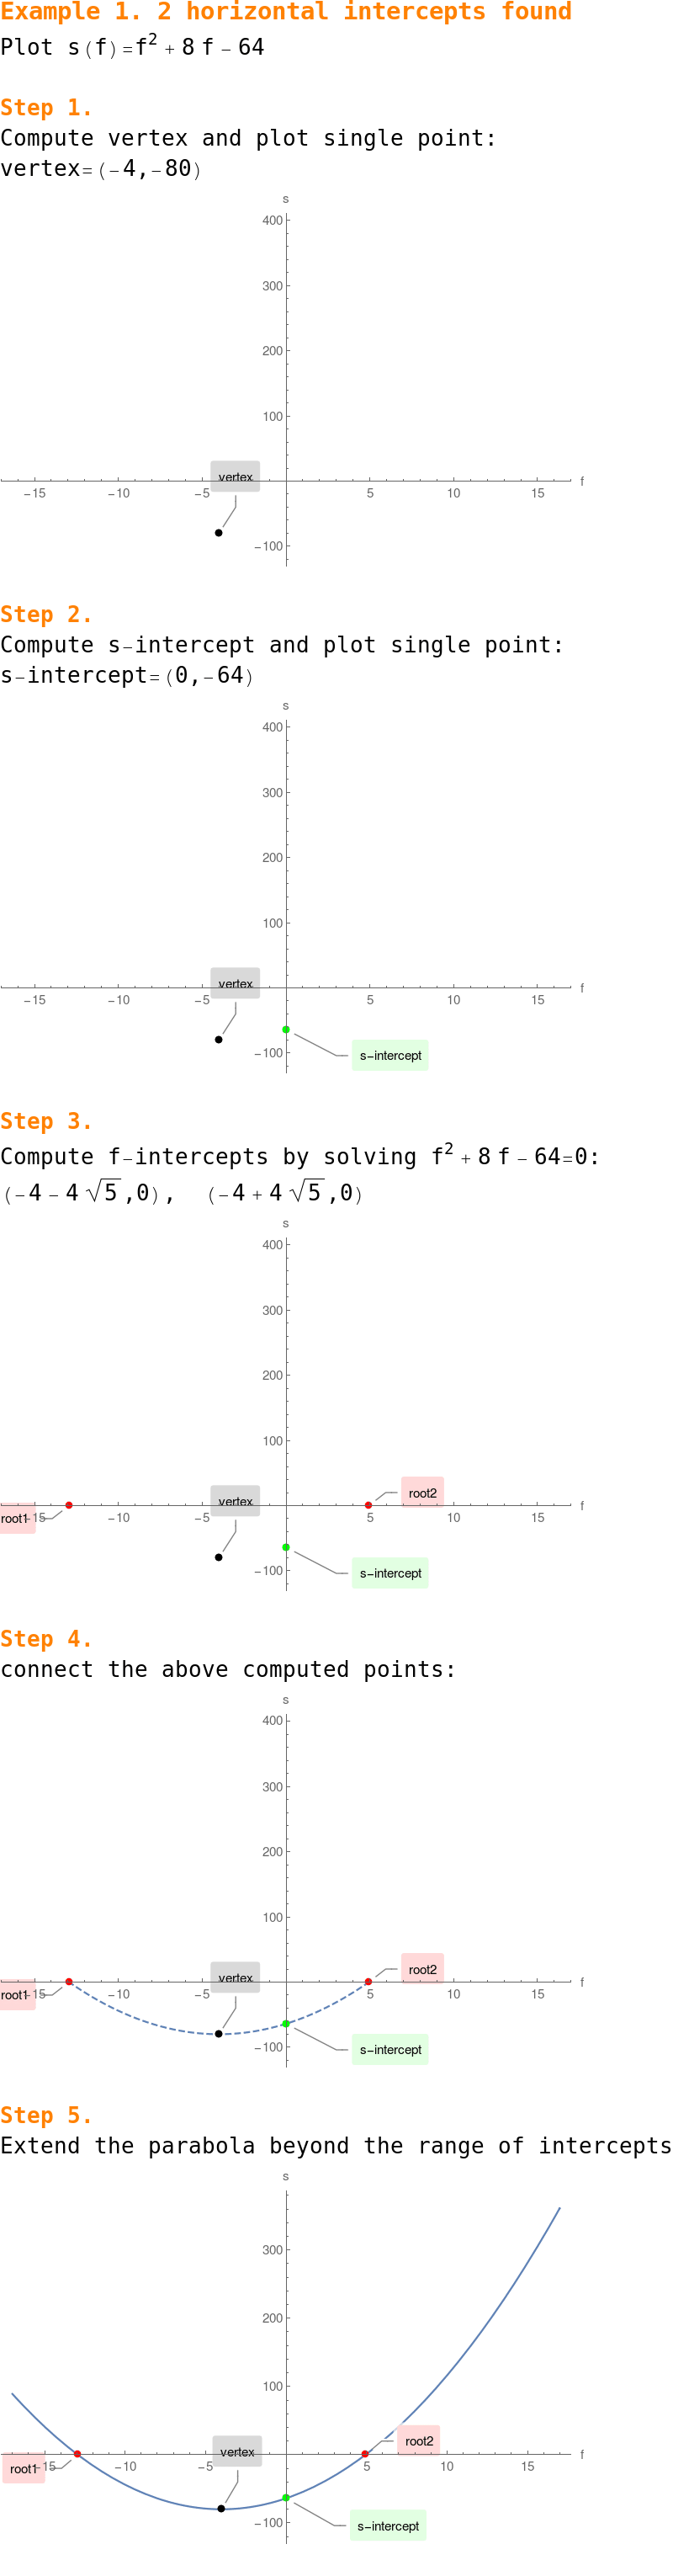 Example 1. 2 horizontal intercepts found
Plot s(f)=f² + 8 f − 64
Step 1.
Compute vertex and plot single point:
vertex=(−4,−80)
s
400
300
200
100
vertex
f
−15 −10 −5 5 10 15
−100
Step 2.
Compute s−intercept and plot single point:
s−intercept=(0,−64)
s
400
300
200
100
vertex
f
−15 −10 −5 5 10 15
−100
s−intercept
Step 3.
Compute f−intercepts by solving f² + 8 f − 64=0:
(−4 − 4 √5 ,0), (−4 + 4 √5 ,0)
s
400
300
200
100
root2
vertex
f
root1 −15 −10 −5 5 10 15
−100
s−intercept
Step 4.
connect the above computed points:
s
400
300
200
100
root2
vertex
f
root1 −15 −10 −5 5 10 15
−100
s−intercept
Step 5.
Extend the parabola beyond the range of intercepts
s
300
200
100
root2
vertex
f
root1 −15 −10 −5 5 10 15
−100
s−intercept